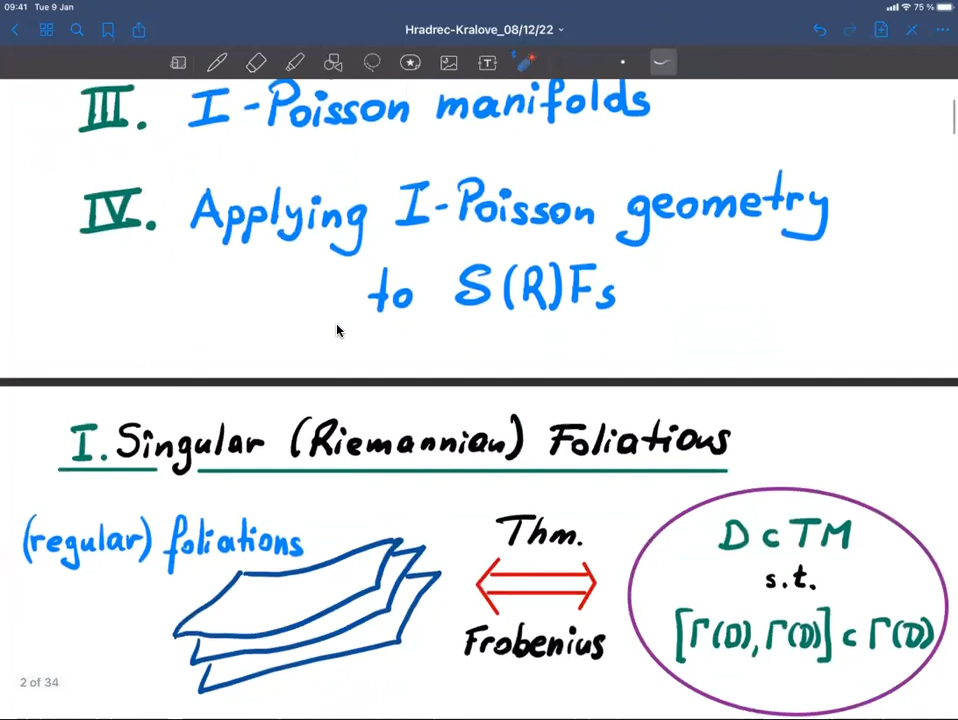 09:41 Tue 9 Jan
75 %
Hradrec-Kralove_08/12/22
III. I-Poisson manifolds
IV. Applying I-Poisson geometry
to S(R)Fs
I. Singular (Riemannian) Foliations
(regular) foliations
Thm.
Frobenius
D ⊂ TM
s.t.
[Γ(D), Γ(D)] ⊂ Γ(D)
2 of 34